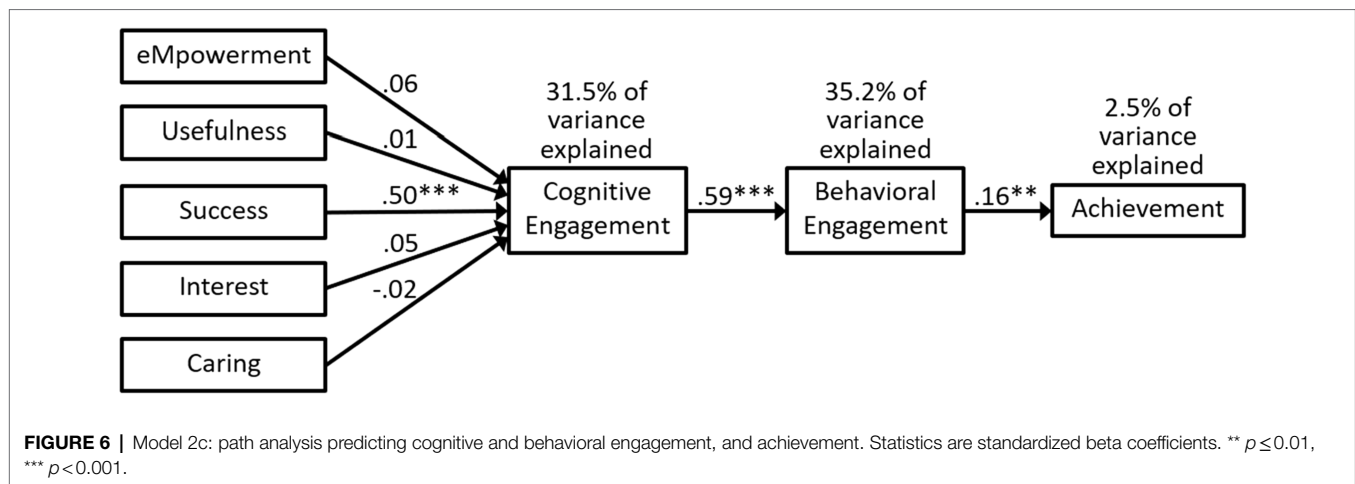 eMpowerment
Usefulness
Success
Interest
Caring
.06
.01
.50***
.05
-.02
31.5% of
variance
explained
Cognitive
Engagement
.59***
35.2% of
variance
explained
Behavioral
Engagement
.16**
2.5% of
variance
explained
Achievement
FIGURE 6 | Model 2c: path analysis predicting cognitive and behavioral engagement, and achievement. Statistics are standardized beta coefficients. ** p ≤ 0.01,
*** p < 0.001.